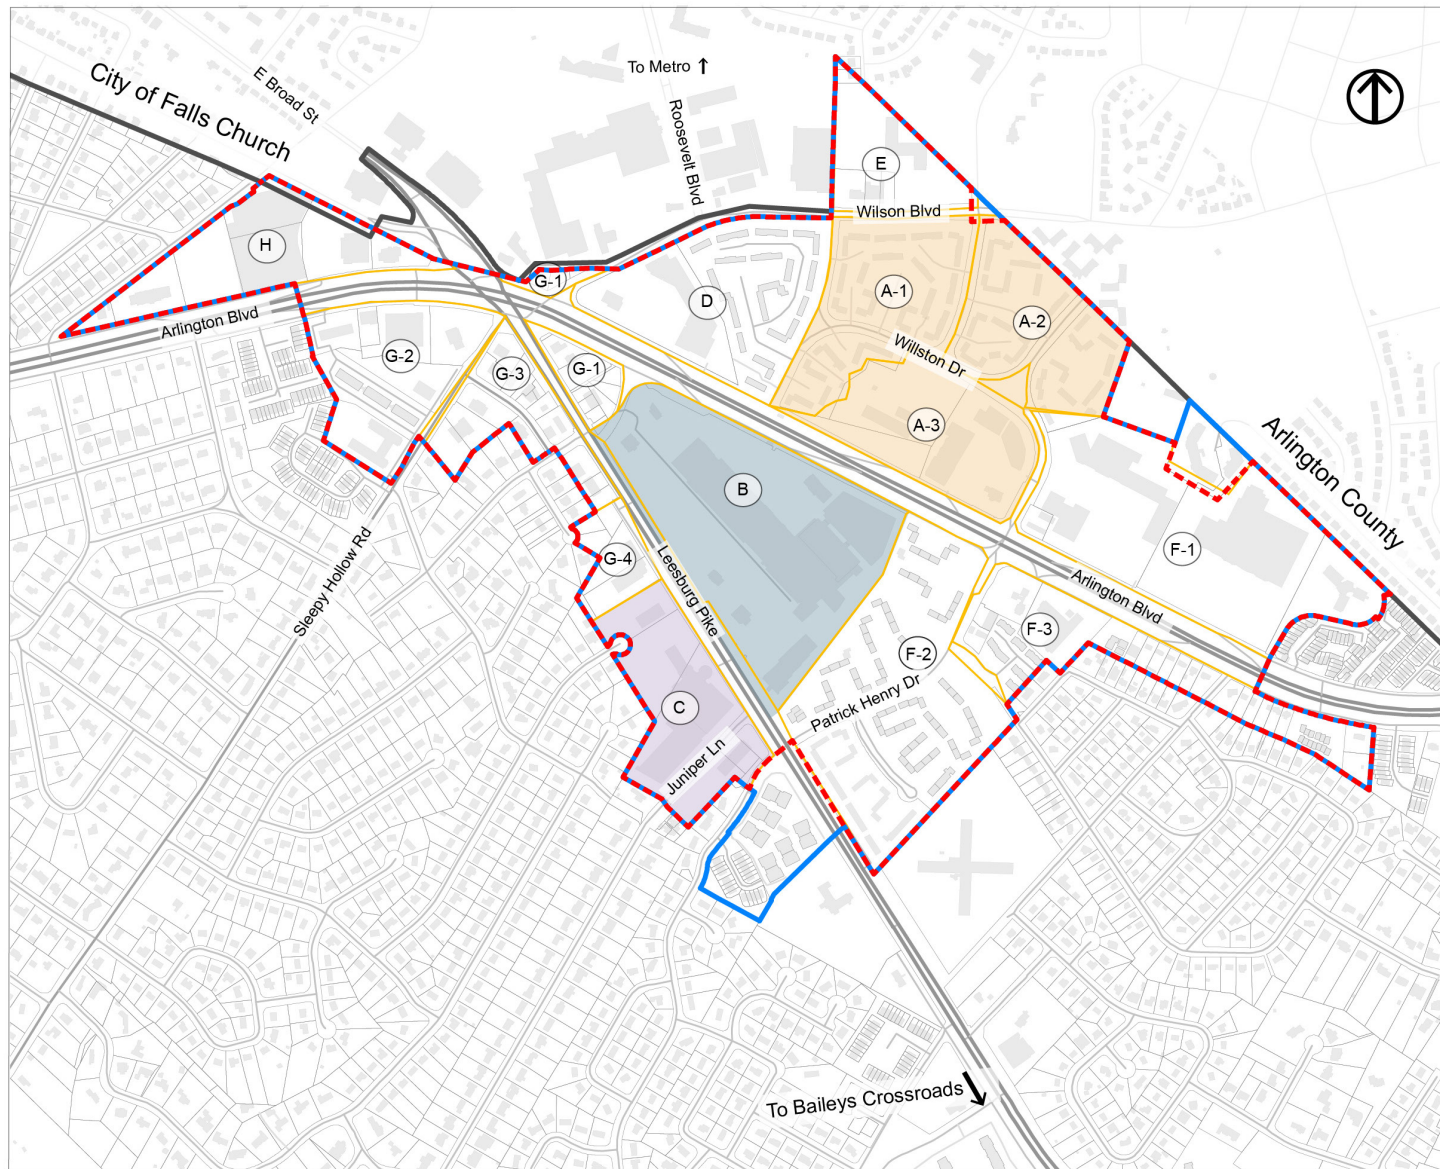 To Metro
E Broad St
City of Falls Church
Roosevelt Blvd
E
Wilson Blvd
H
G-1
A-1
D
A-2
Arlington Blvd
Willston Dr
G-2
G-3
G-1
A-3
Arlington County
B
Sleepy Hollow Rd
G-4
F-1
Leesburg Pike
Arlington Blvd
F-3
F-2
Patrick Henry Dr
C
Juniper Ln
To Baileys Crossroads